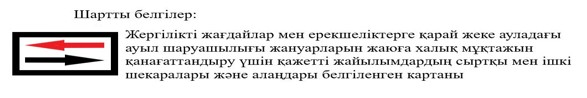 Шартты белгілер:
Жергілікті жағдайлар мен ерекшеліктерге қарай жеке ауладағы
ауыл шаруашылығы жануарларын жаюға халық мұқтажын
қанағаттандыру үшін қажетті жайылымдардың сыртқы мен ішкі
шекаралары және алаңдары белгіленген картаны